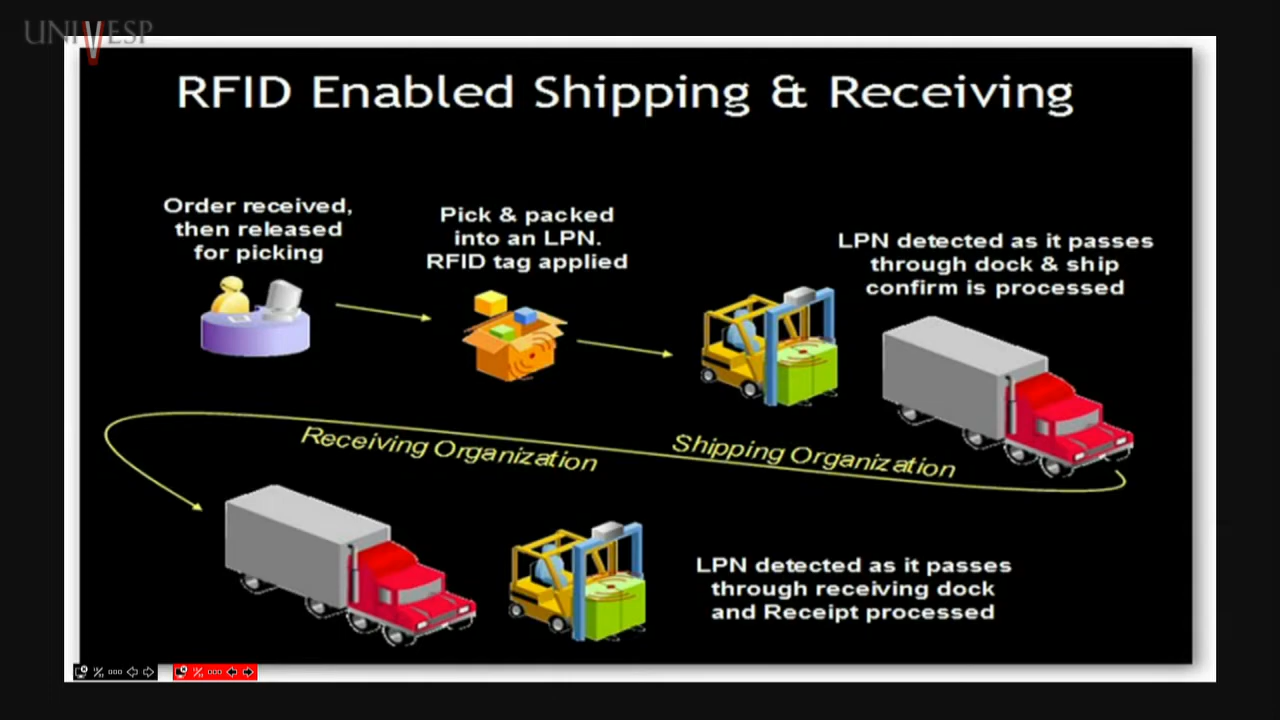 UNIVESP
RFID Enabled Shipping & Receiving
Order received,
then released
for picking
Pick & packed
into an LPN.
RFID tag applied
LPN detected as it passes
through dock & ship
confirm is processed
Receiving Organization
Shipping Organization
LPN detected as it passes
through receiving dock
and Receipt processed